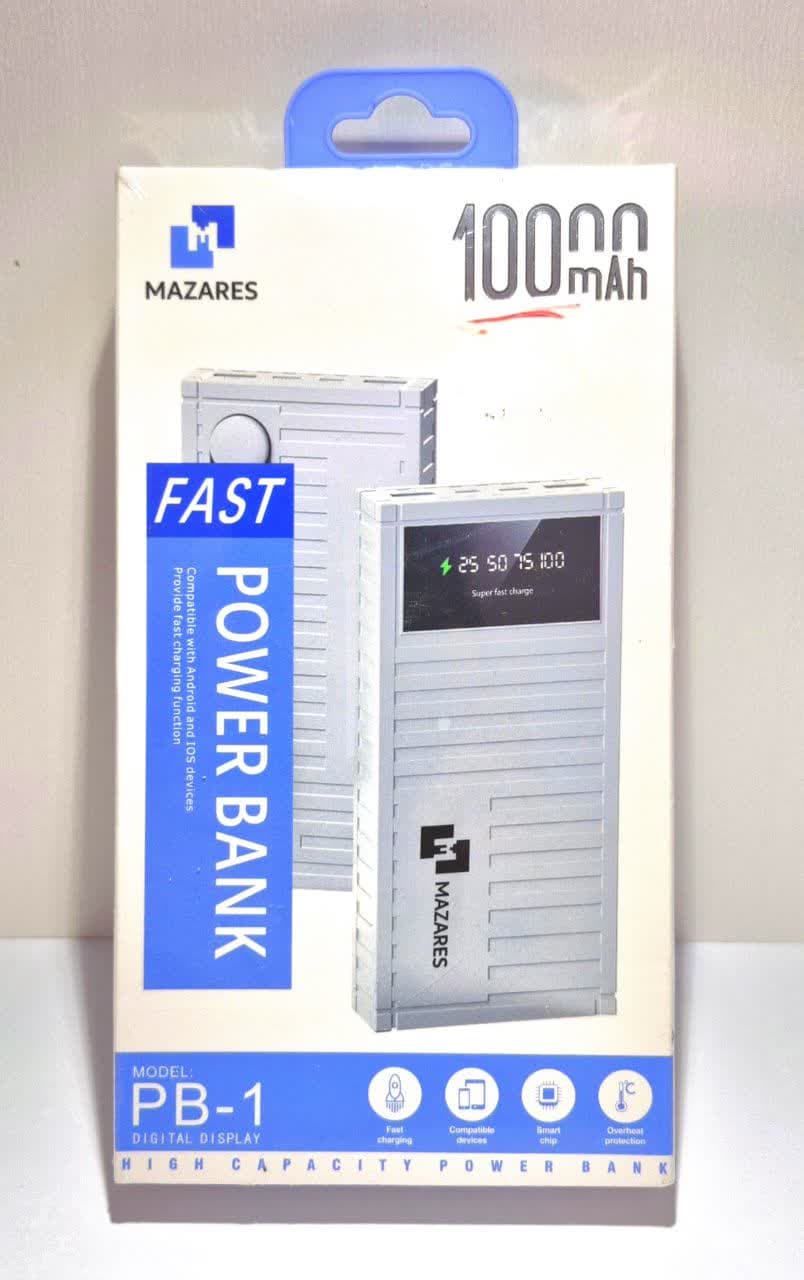 MAZARES
10000
mAh
FAST
POWER BANK
Compatible with Android and IOS devices
Provide fast charging function
25 50 75 100
Super fast charge
MAZARES
MODEL:
PB-1
DIGITAL DISPLAY
Fast
charging
Compatible
devices
Smart
chip
°C
Overheat
protection
HIGH CAPACITY POWER BANK